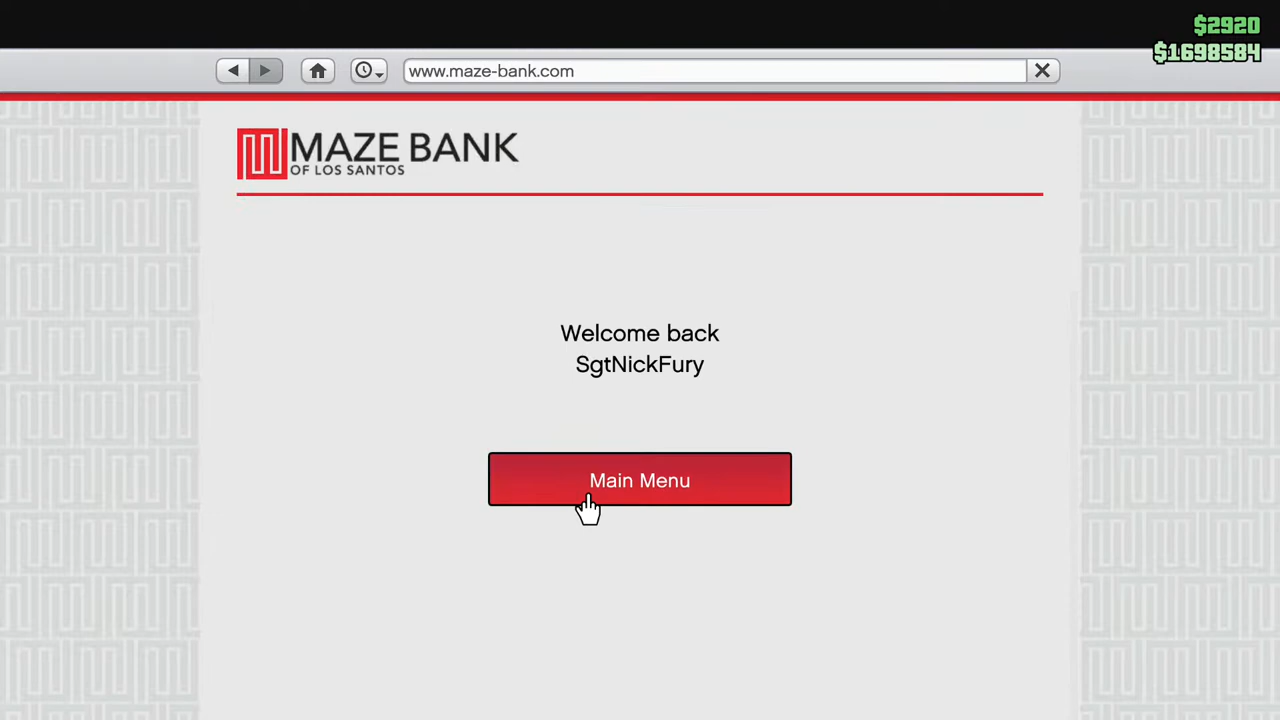 $2920
$1698584
www.maze-bank.com
MAZE BANK
OF LOS SANTOS
Welcome back
SgtNickFury
Main Menu